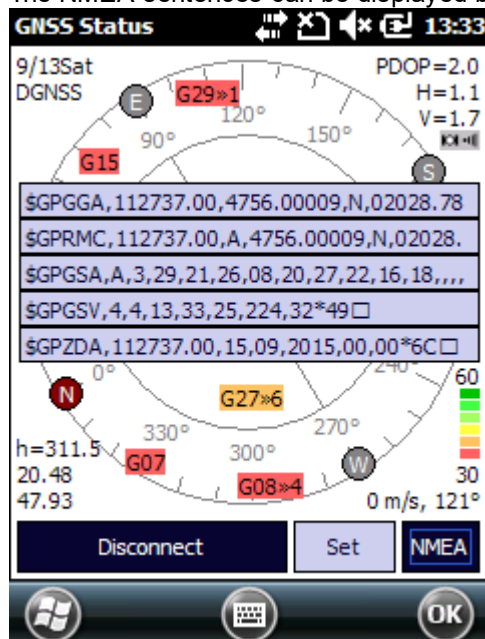 GNSS Status 13:33
9/13Sat PDOP=2.0
DGNSS H=1.1
V=1.7
E G29»1
120°
90° 150°
G15 S
$GPGGA,112737.00,4756.00009,N,02028.78
$GPRMC,112737.00,A,4756.00009,N,02028.
$GPGSA,A,3,29,21,26,08,20,27,22,16,18,,,,
$GPGSV,4,4,13,33,25,224,32*49□
$GPZDA,112737.00,15,09,2015,00,00*6C□
0° 240° 60
N G27»6
330° 270°
h=311.5 G07 300° W
20.48 G08»4 30
47.93 0 m/s, 121°
Disconnect Set NMEA
OK